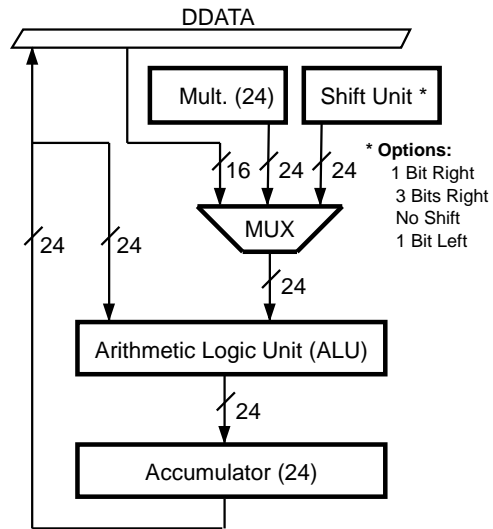 DDATA
Mult. (24)
Shift Unit *
16
24
24
* Options:
1 Bit Right
3 Bits Right
No Shift
1 Bit Left
MUX
24
24
24
Arithmetic Logic Unit (ALU)
24
Accumulator (24)